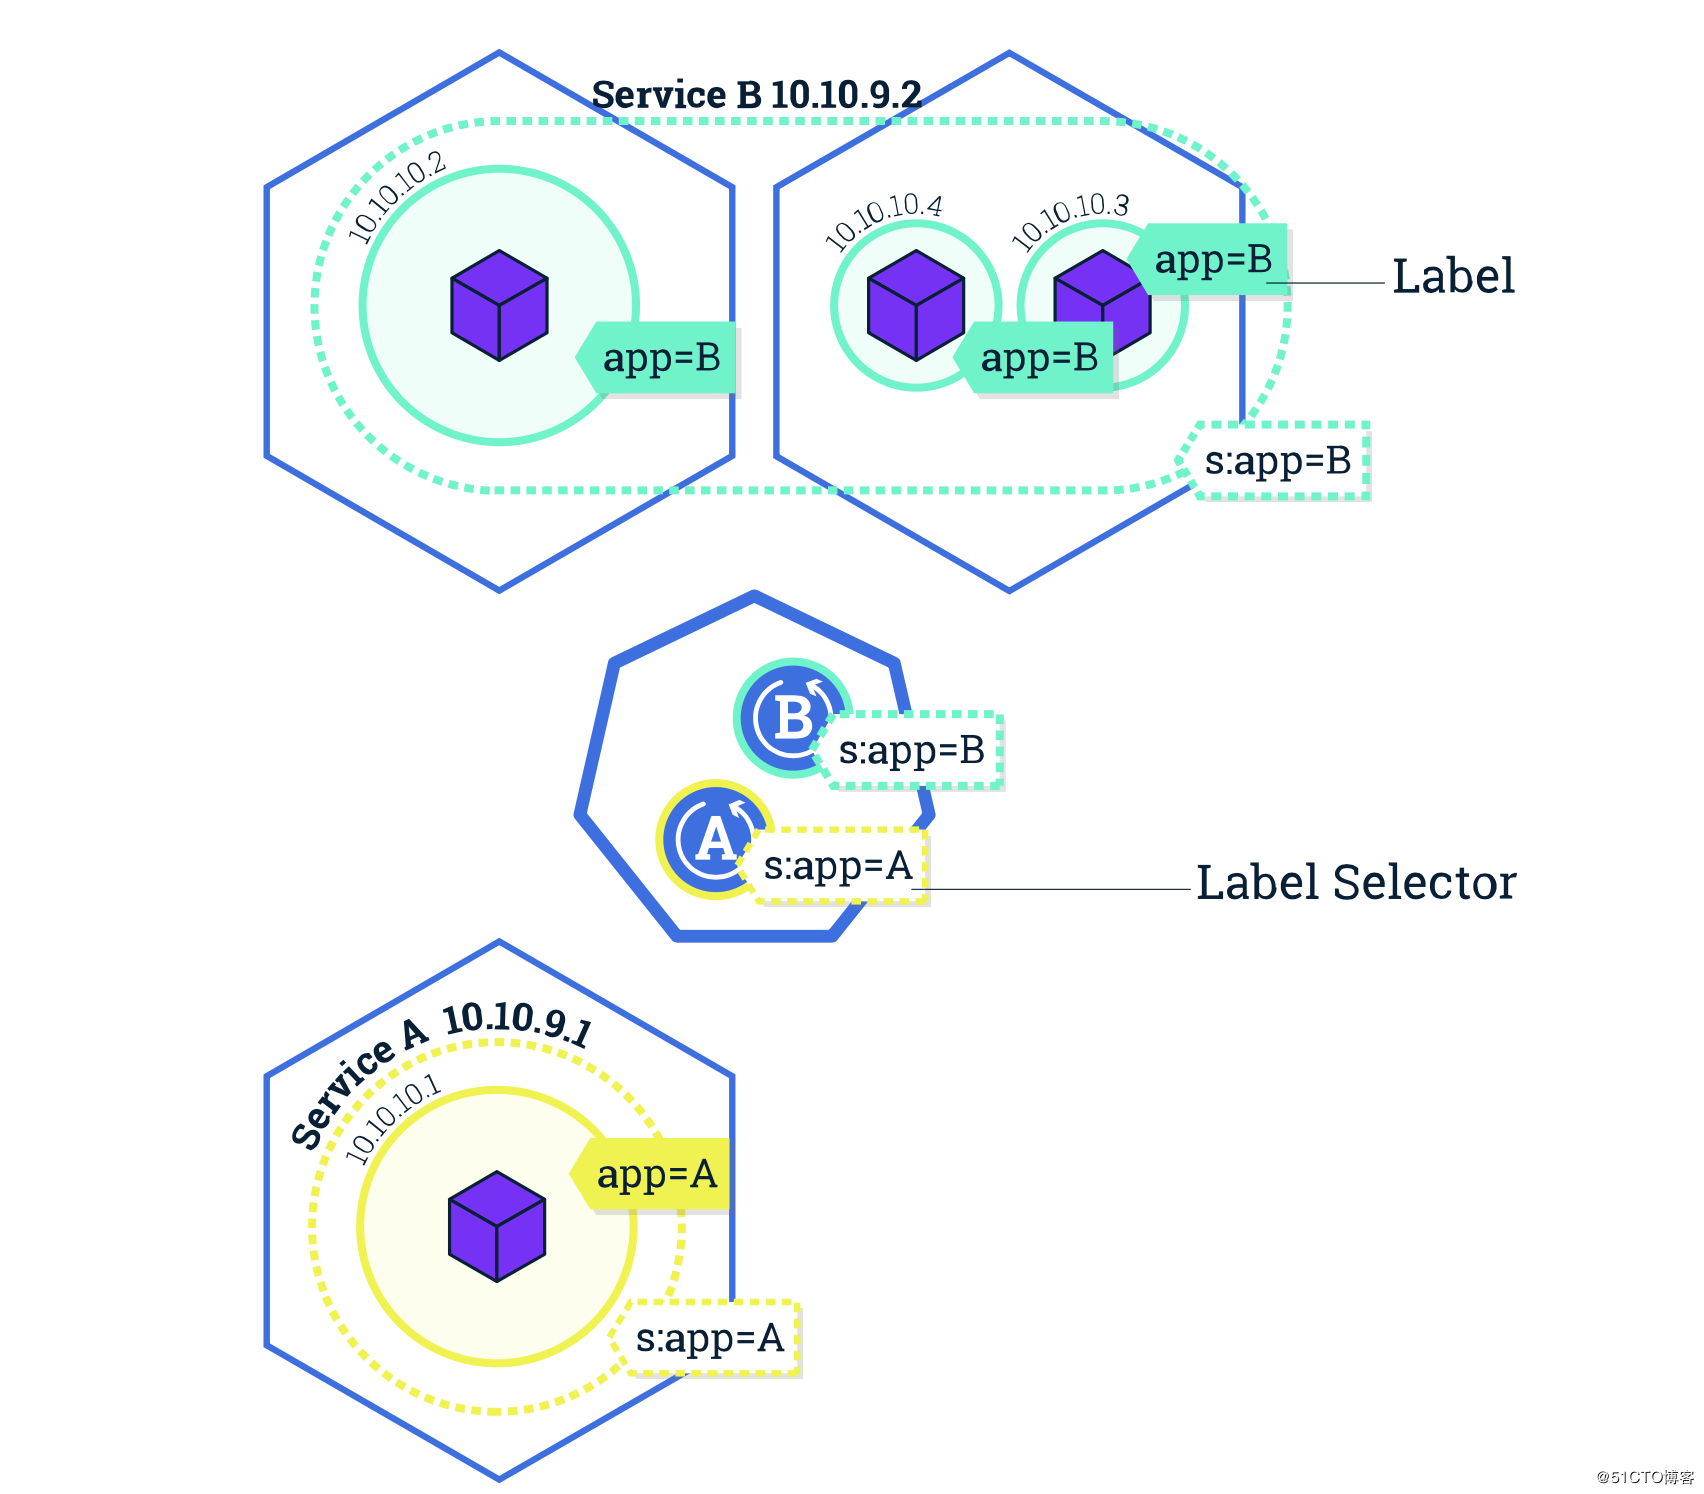 Service B 10.10.9.2
10.10.10.2
10.10.10.4
10.10.10.3
app=B
Label
app=B
app=B
s:app=B
B
s:app=B
A
s:app=A
Label Selector
Service A 10.10.9.1
10.10.10.1
app=A
s:app=A
@51CTO博客